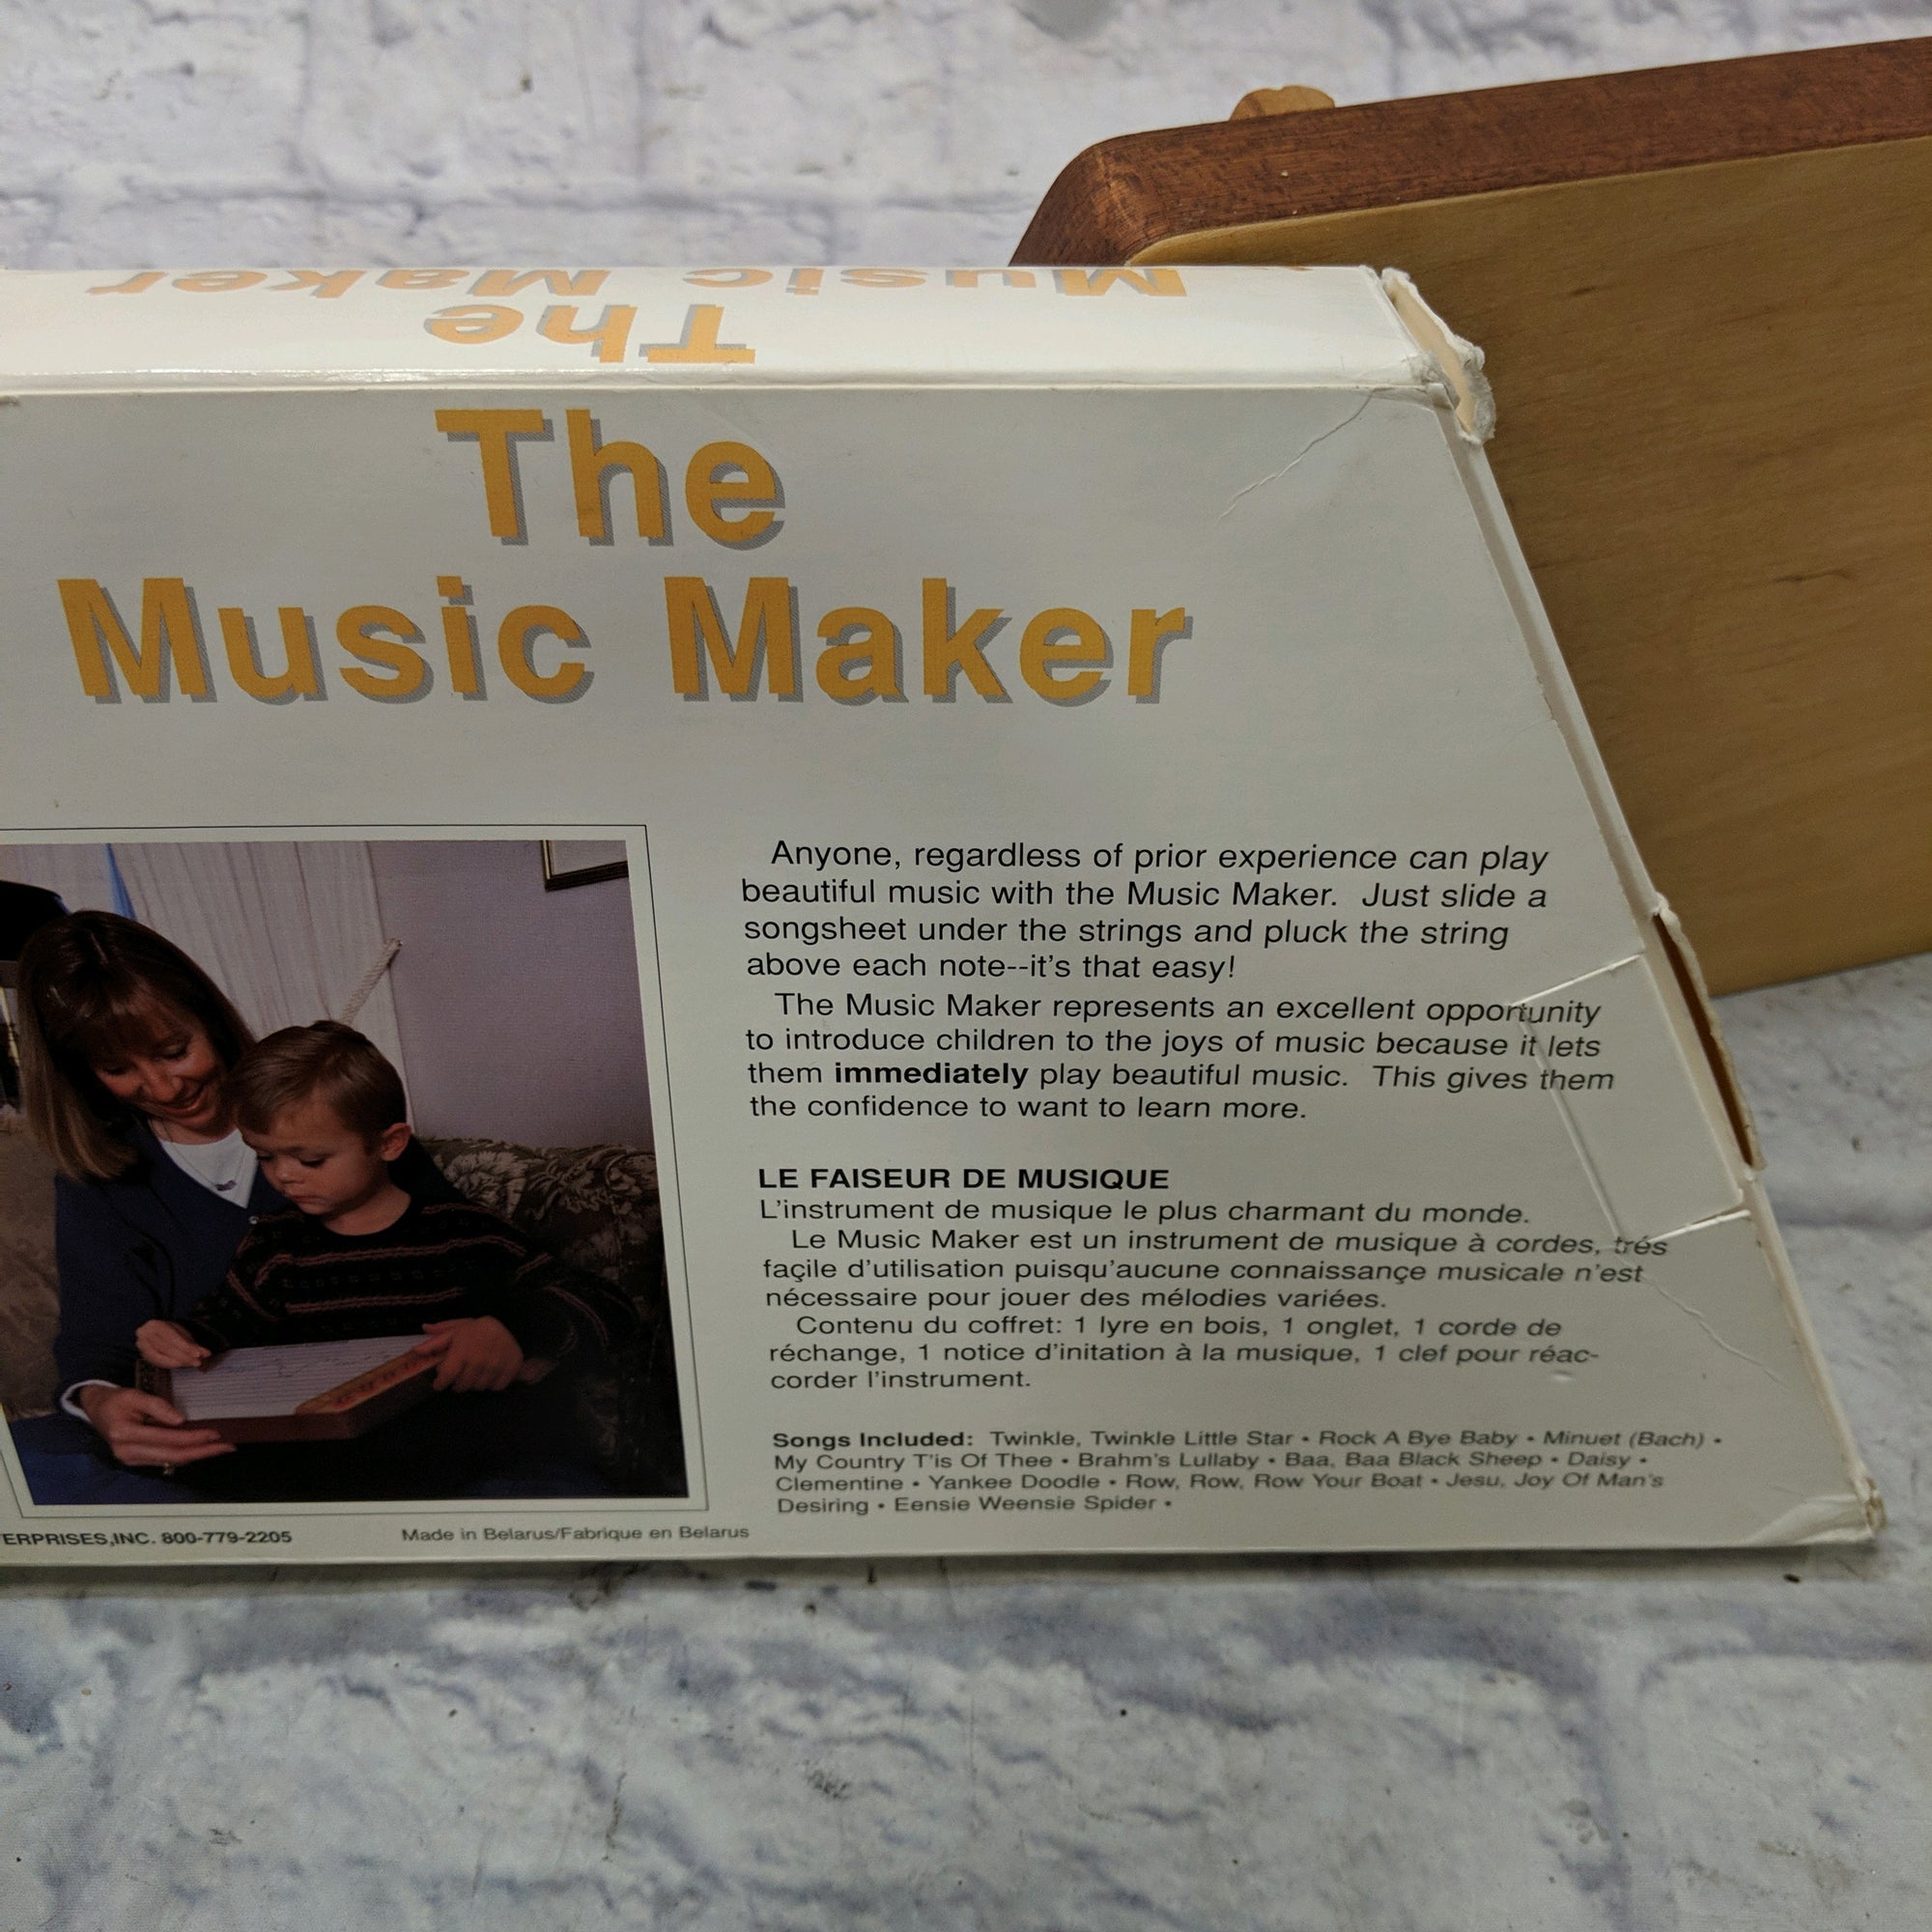 The
Music Maker
The
Music Maker
Anyone, regardless of prior experience can play
beautiful music with the Music Maker. Just slide a
songsheet under the strings and pluck the string
above each note--it's that easy!
The Music Maker represents an excellent opportunity
to introduce children to the joys of music because it lets
them immediately play beautiful music. This gives them
the confidence to want to learn more.
LE FAISEUR DE MUSIQUE
L'instrument de musique le plus charmant du monde.
Le Music Maker est un instrument de musique à cordes, trés
façile d'utilisation puisqu'aucune connaissançe musicale n'est
nécessaire pour jouer des mélodies variées.
Contenu du coffret: 1 lyre en bois, 1 onglet, 1 corde de
réchange, 1 notice d'initation à la musique, 1 clef pour réac-
corder l'instrument.
Songs Included: Twinkle, Twinkle Little Star • Rock A Bye Baby • Minuet (Bach) •
My Country T'is Of Thee • Brahm's Lullaby • Baa, Baa Black Sheep • Daisy •
Clementine • Yankee Doodle • Row, Row, Row Your Boat • Jesu, Joy Of Man's
Desiring • Eensie Weensie Spider •
ERPRISES,INC. 800-779-2205
Made in Belarus/Fabrique en Belarus